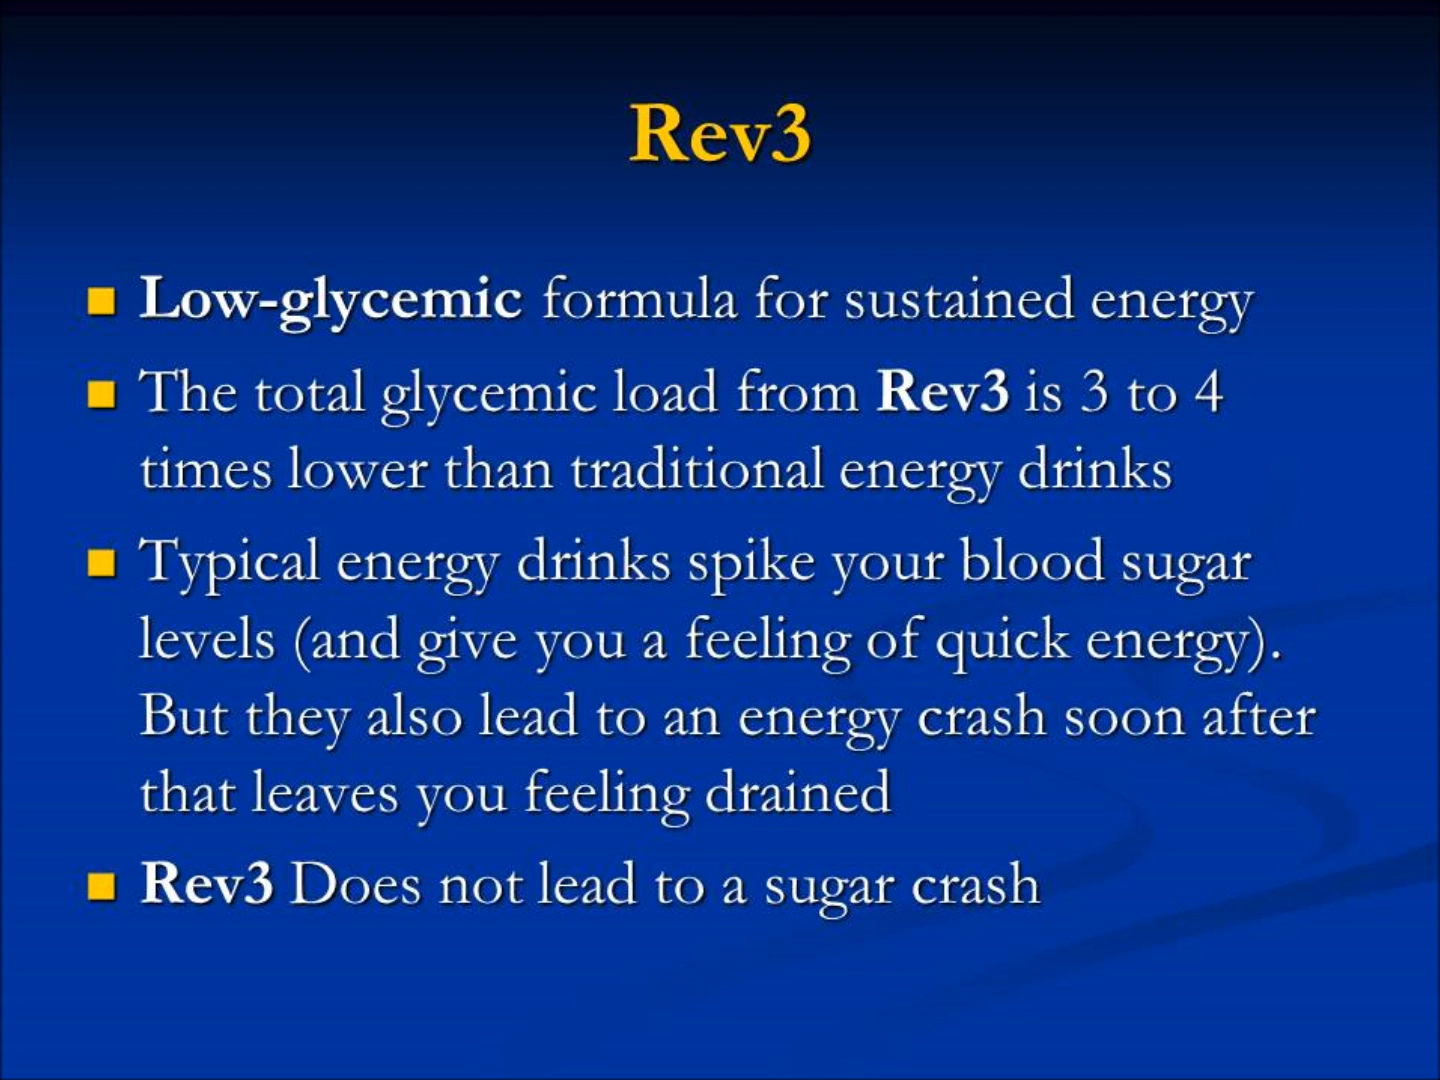 Rev3
Low-glycemic formula for sustained energy
The total glycemic load from Rev3 is 3 to 4
times lower than traditional energy drinks
Typical energy drinks spike your blood sugar
levels (and give you a feeling of quick energy).
But they also lead to an energy crash soon after
that leaves you feeling drained
Rev3 Does not lead to a sugar crash